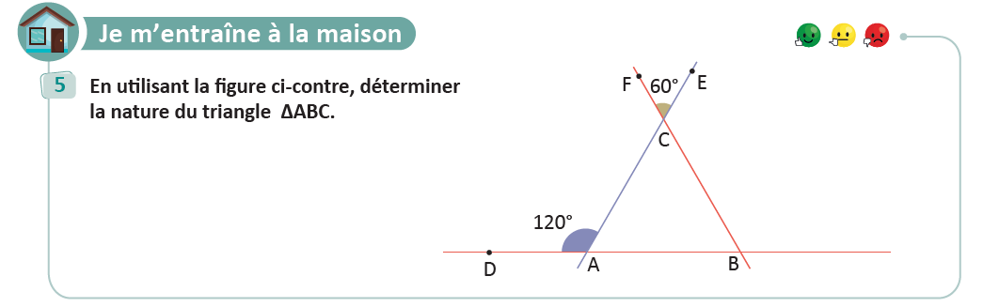 Je m'entraîne à la maison
5 En utilisant la figure ci-contre, déterminer
la nature du triangle ΔABC.
F 60° E
C
120°
D A B